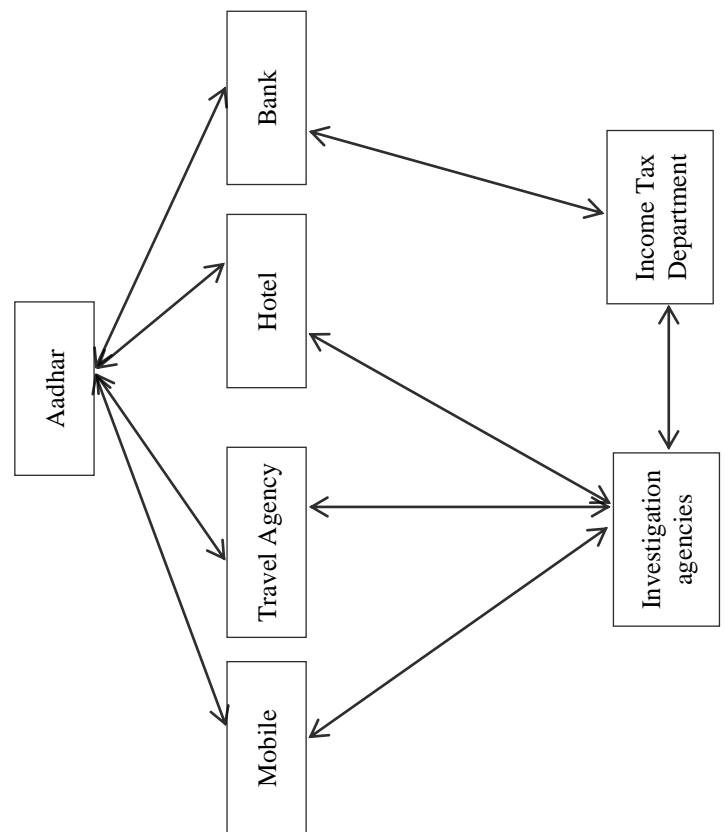 Aadhar
Mobile
Travel Agency
Hotel
Bank
Investigation
agencies
Income Tax
Department